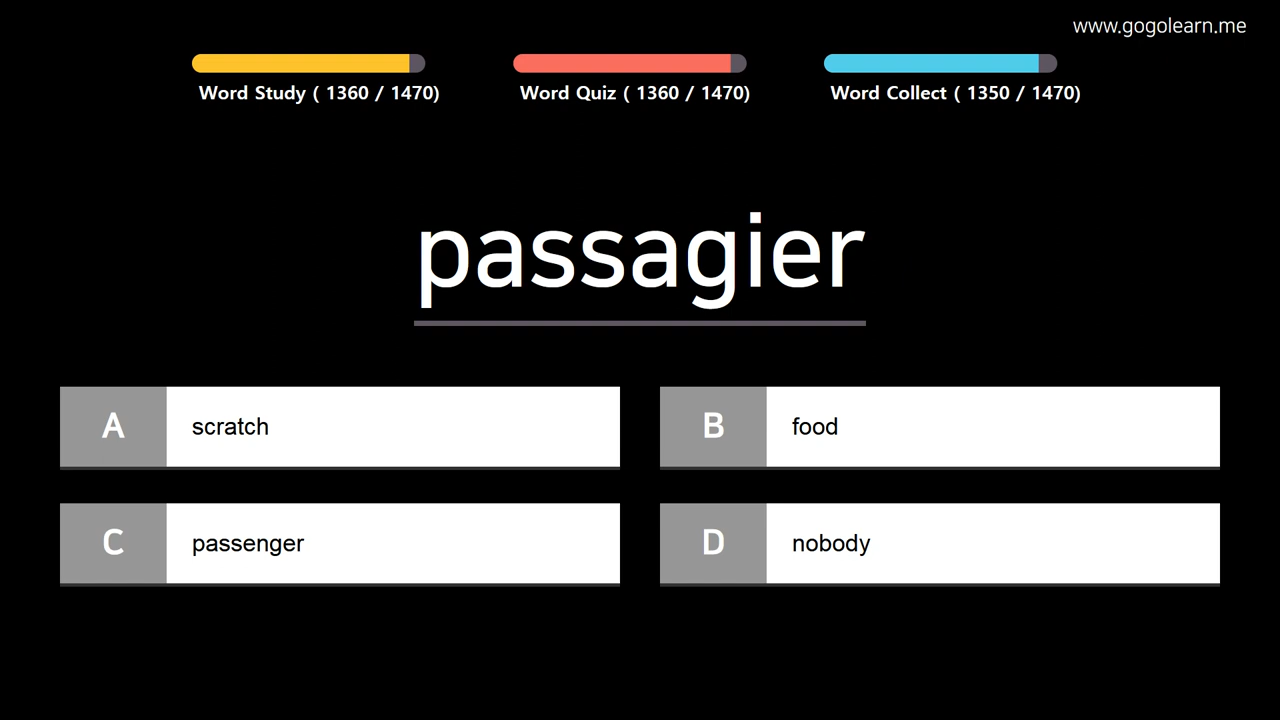 www.gogolearn.me
Word Study ( 1360 / 1470)
Word Quiz ( 1360 / 1470)
Word Collect ( 1350 / 1470)
passagier
A scratch
B food
C passenger
D nobody